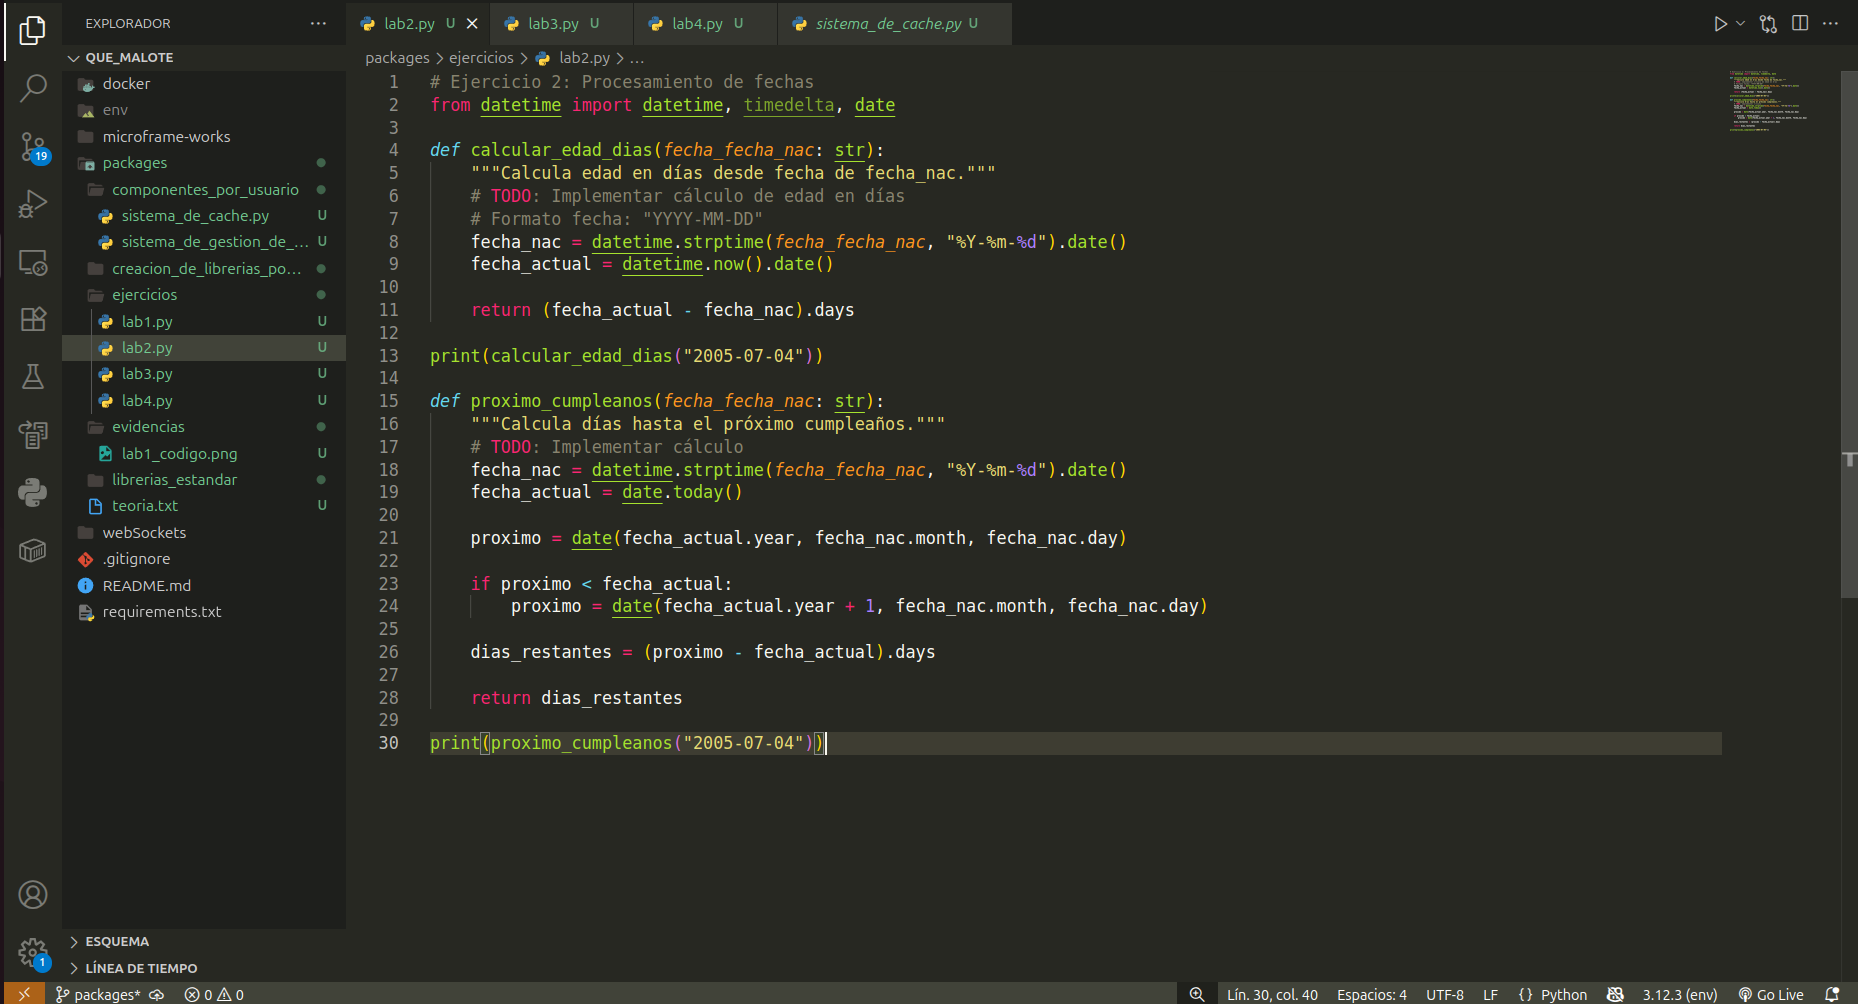 EXPLORADOR
QUE_MALOTE
docker
env
microframe-works
packages
componentes_por_usuario
sistema_de_cache.py U
sistema_de_gestion_de_... U
creacion_de_librerias_po...
ejercicios
lab1.py U
lab2.py U
lab3.py U
lab4.py U
evidencias
lab1_codigo.png U
librerias_estandar
teoria.txt U
webSockets
.gitignore
README.md
requirements.txt
ESQUEMA
LÍNEA DE TIEMPO
19
1
lab2.py U lab3.py U lab4.py U sistema_de_cache.py U
packages > ejercicios > lab2.py > ...
1 # Ejercicio 2: Procesamiento de fechas
2 from datetime import datetime, timedelta, date
3
4 def calcular_edad_dias(fecha_fecha_nac: str):
5     """Calcula edad en días desde fecha de fecha_nac."""
6     # TODO: Implementar cálculo de edad en días
7     # Formato fecha: "YYYY-MM-DD"
8     fecha_nac = datetime.strptime(fecha_fecha_nac, "%Y-%m-%d").date()
9     fecha_actual = datetime.now().date()
10
11     return (fecha_actual - fecha_nac).days
12
13 print(calcular_edad_dias("2005-07-04"))
14
15 def proximo_cumpleanos(fecha_fecha_nac: str):
16     """Calcula días hasta el próximo cumpleaños."""
17     # TODO: Implementar cálculo
18     fecha_nac = datetime.strptime(fecha_fecha_nac, "%Y-%m-%d").date()
19     fecha_actual = date.today()
20
21     proximo = date(fecha_actual.year, fecha_nac.month, fecha_nac.day)
22
23     if proximo < fecha_actual:
24         proximo = date(fecha_actual.year + 1, fecha_nac.month, fecha_nac.day)
25
26     dias_restantes = (proximo - fecha_actual).days
27
28     return dias_restantes
29
30 print(proximo_cumpleanos("2005-07-04"))
packages* 0 0 Lín. 30, col. 40 Espacios: 4 UTF-8 LF {} Python 3.12.3 (env) Go Live